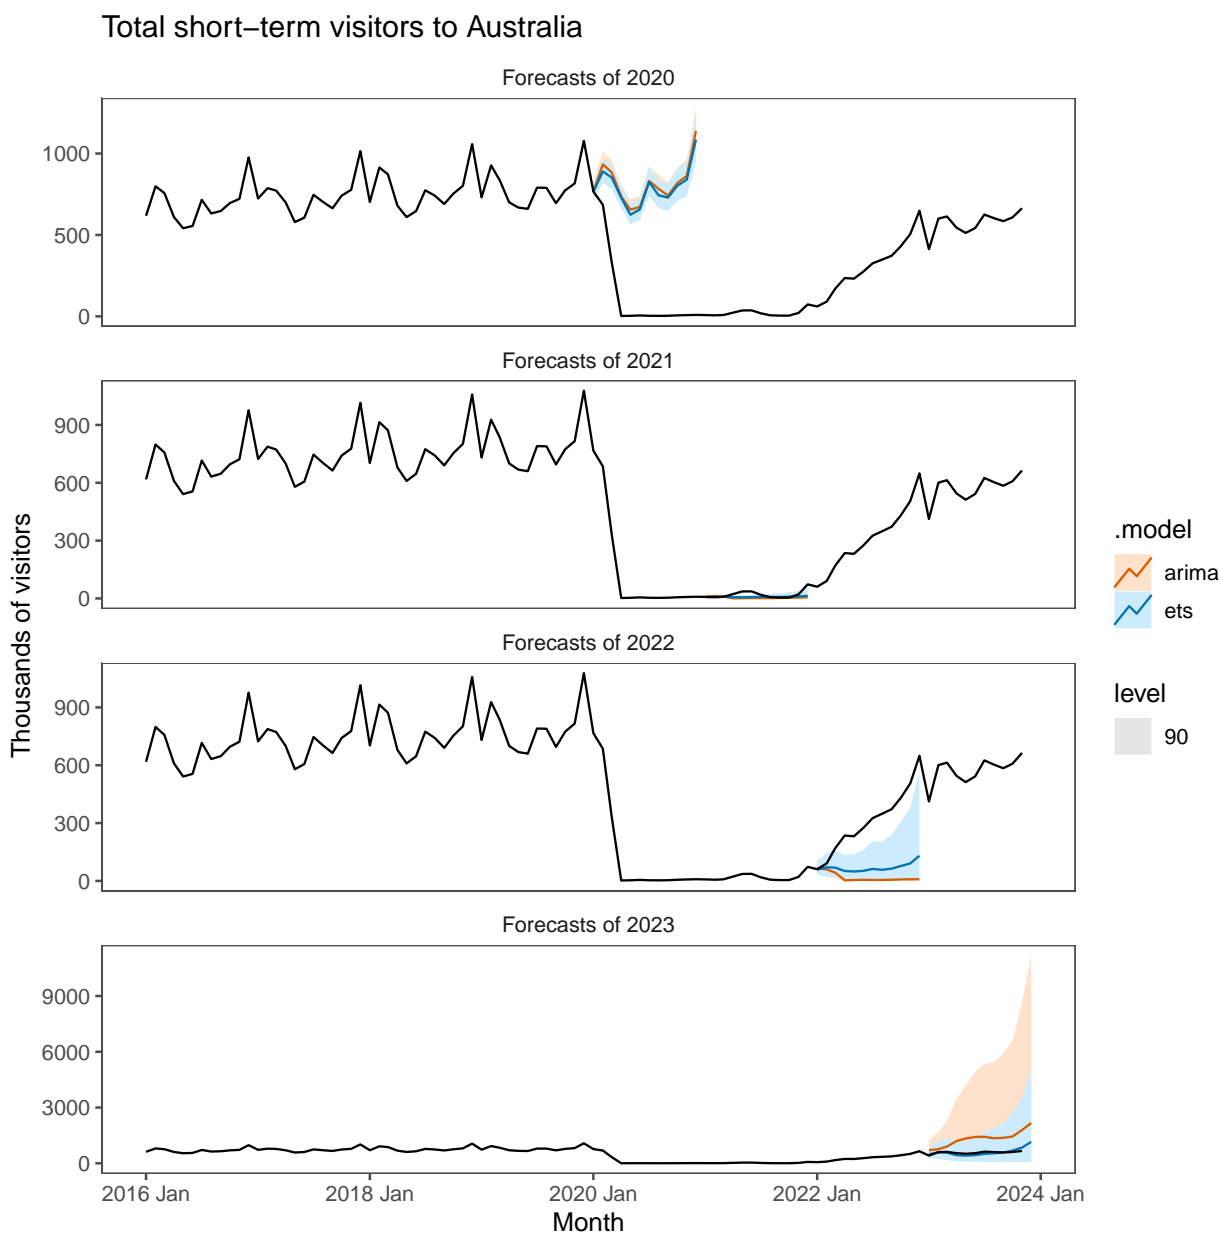 Total short−term visitors to Australia
Forecasts of 2020
1000
500
0
Forecasts of 2021
900
600
300
0
Forecasts of 2022
900
600
300
0
Forecasts of 2023
9000
6000
3000
0
2016 Jan 2018 Jan 2020 Jan 2022 Jan 2024 Jan
Month
Thousands of visitors
.model
arima
ets
level
90